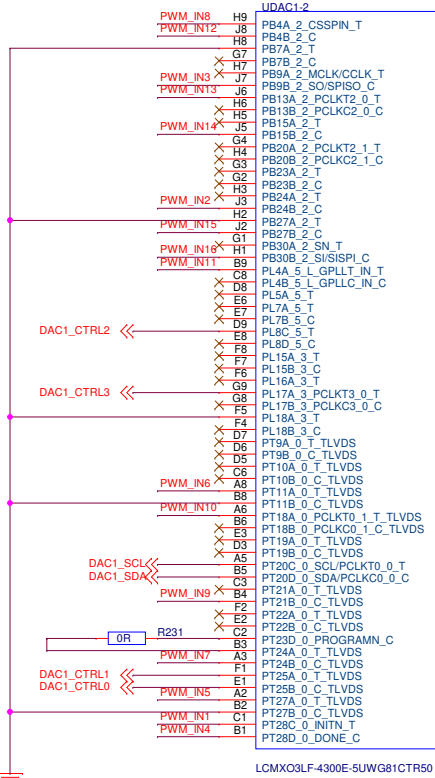 UDAC1-2
PWM_IN8 H9 PB4A_2_CSSPIN_T
PWM_IN12 J8 PB4B_2_C
H8 PB7A_2_T
G7 PB7B_2_C
H7 PB9A_2_MCLK/CCLK_T
PWM_IN3 J7 PB9B_2_SO/SPISO_C
PWM_IN13 J6 PB13A_2_PCLKT2_0_T
H6 PB13B_2_PCLKC2_0_C
H5 PB15A_2_T
PWM_IN14 J5 PB15B_2_C
G4 PB20A_2_PCLKT2_1_T
H4 PB20B_2_PCLKC2_1_C
G3 PB23A_2_T
G2 PB23B_2_C
H3 PB24A_2_T
PWM_IN2 J3 PB24B_2_C
H2 PB27A_2_T
PWM_IN15 J2 PB27B_2_C
G1 PB30A_2_SN_T
PWM_IN16 H1 PB30B_2_SI/SISPI_C
PWM_IN11 B9 PL4A_5_L_GPLLT_IN_T
C8 PL4B_5_L_GPLLC_IN_C
D8 PL5A_5_T
E6 PL7A_5_T
E7 PL7B_5_C
DAC1_CTRL2 D9 PL8C_5_T
E8 PL8D_5_C
F8 PL15A_3_T
F7 PL15B_3_C
F6 PL16A_3_T
DAC1_CTRL3 G9 PL17A_3_PCLKT3_0_T
G8 PL17B_3_PCLKC3_0_C
F5 PL18A_3_T
F4 PL18B_3_C
D7 PT9A_0_T_TLVDS
D6 PT9B_0_C_TLVDS
D5 PT10A_0_T_TLVDS
C6 PT10B_0_C_TLVDS
PWM_IN6 A8 PT11A_0_T_TLVDS
B8 PT11B_0_C_TLVDS
PWM_IN10 A6 PT18A_0_PCLKT0_1_T_TLVDS
B6 PT18B_0_PCLKC0_1_C_TLVDS
E3 PT19A_0_T_TLVDS
D3 PT19B_0_C_TLVDS
DAC1_SCL A5 PT20C_0_SCL/PCLKT0_0_T
DAC1_SDA B5 PT20D_0_SDA/PCLKC0_0_C
C3 PT21A_0_T_TLVDS
PWM_IN9 B4 PT21B_0_C_TLVDS
F2 PT22A_0_T_TLVDS
E2 PT22B_0_C_TLVDS
0R R231 C2 PT23D_0_PROGRAMN_C
B3 PT24A_0_T_TLVDS
PWM_IN7 A3 PT24B_0_C_TLVDS
DAC1_CTRL1 F1 PT25A_0_T_TLVDS
DAC1_CTRL0 E1 PT25B_0_C_TLVDS
PWM_IN5 A2 PT27A_0_T_TLVDS
B2 PT27B_0_C_TLVDS
PWM_IN1 C1 PT28C_0_INITN_T
PWM_IN4 B1 PT28D_0_DONE_C
LCMXO3LF-4300E-5UWG81CTR50